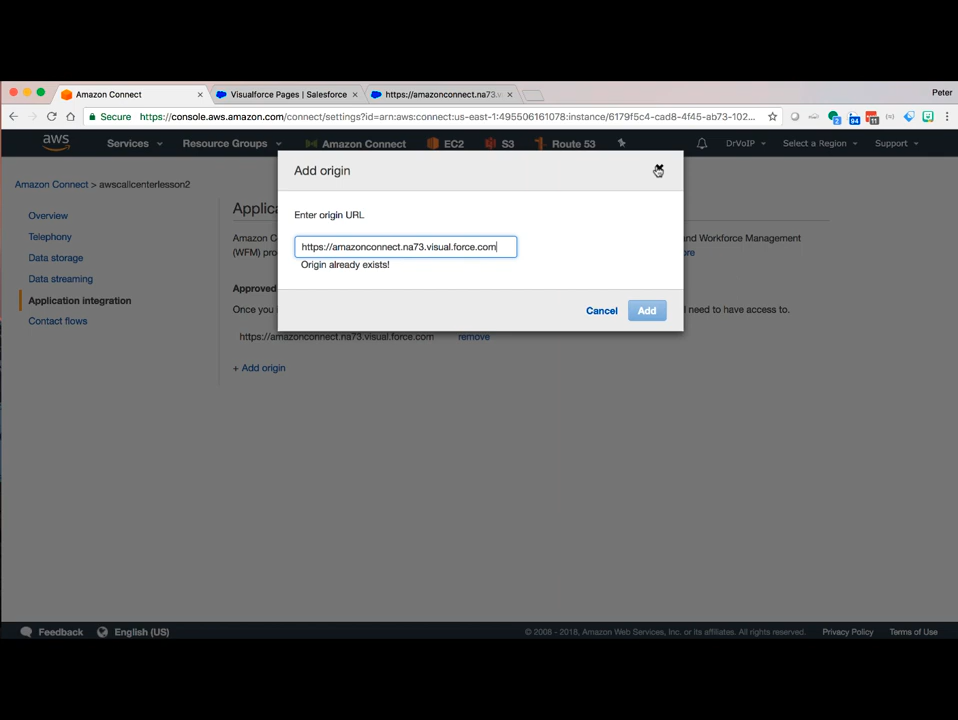 Amazon Connect
Visualforce Pages | Salesforce
https://amazonconnect.na73.v
Peter
Secure
https://console.aws.amazon.com/connect/settings?id=arn:aws:connect:us-east-1:495506161078:instance/6179f5c4-cad8-4f45-ab73-102...
2
94
11
aws
Services
Resource Groups
Amazon Connect
EC2
S3
Route 53
DrVoIP
Select a Region
Support
Amazon Connect > awscallcenterlesson2
Overview
Telephony
Data storage
Data streaming
Application integration
Contact flows
Applica
Amazon C
nd Workforce Management
(WFM) pro
re
Approved
Once you
l need to have access to.
https://amazonconnect.na73.visual.force.com
remove
+ Add origin
Add origin
Enter origin URL
https://amazonconnect.na73.visual.force.com
Origin already exists!
Cancel
Add
Feedback
English (US)
© 2008 - 2018, Amazon Web Services, Inc. or its affiliates. All rights reserved.
Privacy Policy
Terms of Use